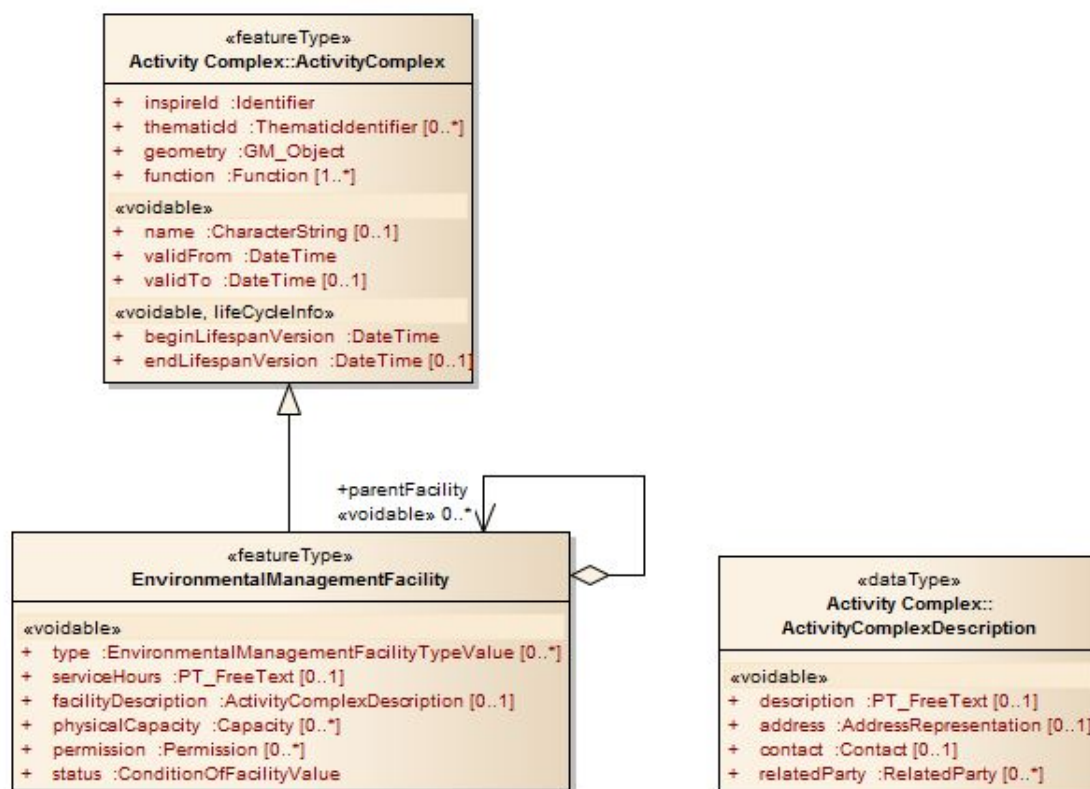 «featureType»
Activity Complex::ActivityComplex
+ inspireId :Identifier
+ thematicId :ThematicIdentifier [0..*]
+ geometry :GM_Object
+ function :Function [1..*]
«voidable»
+ name :CharacterString [0..1]
+ validFrom :DateTime
+ validTo :DateTime [0..1]
«voidable, lifeCycleInfo»
+ beginLifespanVersion :DateTime
+ endLifespanVersion :DateTime [0..1]
+parentFacility
«voidable» 0..*
«featureType»
EnvironmentalManagementFacility
«voidable»
+ type :EnvironmentalManagementFacilityTypeValue [0..*]
+ serviceHours :PT_FreeText [0..1]
+ facilityDescription :ActivityComplexDescription [0..1]
+ physicalCapacity :Capacity [0..*]
+ permission :Permission [0..*]
+ status :ConditionOfFacilityValue
«dataType»
Activity Complex::
ActivityComplexDescription
«voidable»
+ description :PT_FreeText [0..1]
+ address :AddressRepresentation [0..1]
+ contact :Contact [0..1]
+ relatedParty :RelatedParty [0..*]